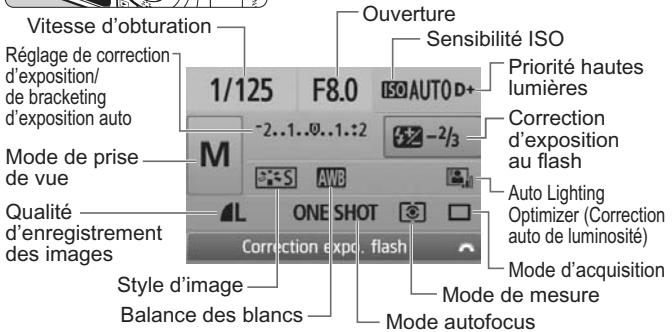 Vitesse d'obturation
Ouverture
Sensibilité ISO
Réglage de correction
d'exposition/
de bracketing
d'exposition auto
Priorité hautes
lumières
1/125 F8.0 ISO AUTO D+
-2..1..0..1.:2
-2/3
Correction
d'exposition
au flash
Mode de prise
de vue
M
S AWB
Auto Lighting
Optimizer (Correction
auto de luminosité)
Qualité
d'enregistrement
des images
L ONE SHOT
Correction expo. flash
Mode d'acquisition
Style d'image
Mode de mesure
Balance des blancs
Mode autofocus